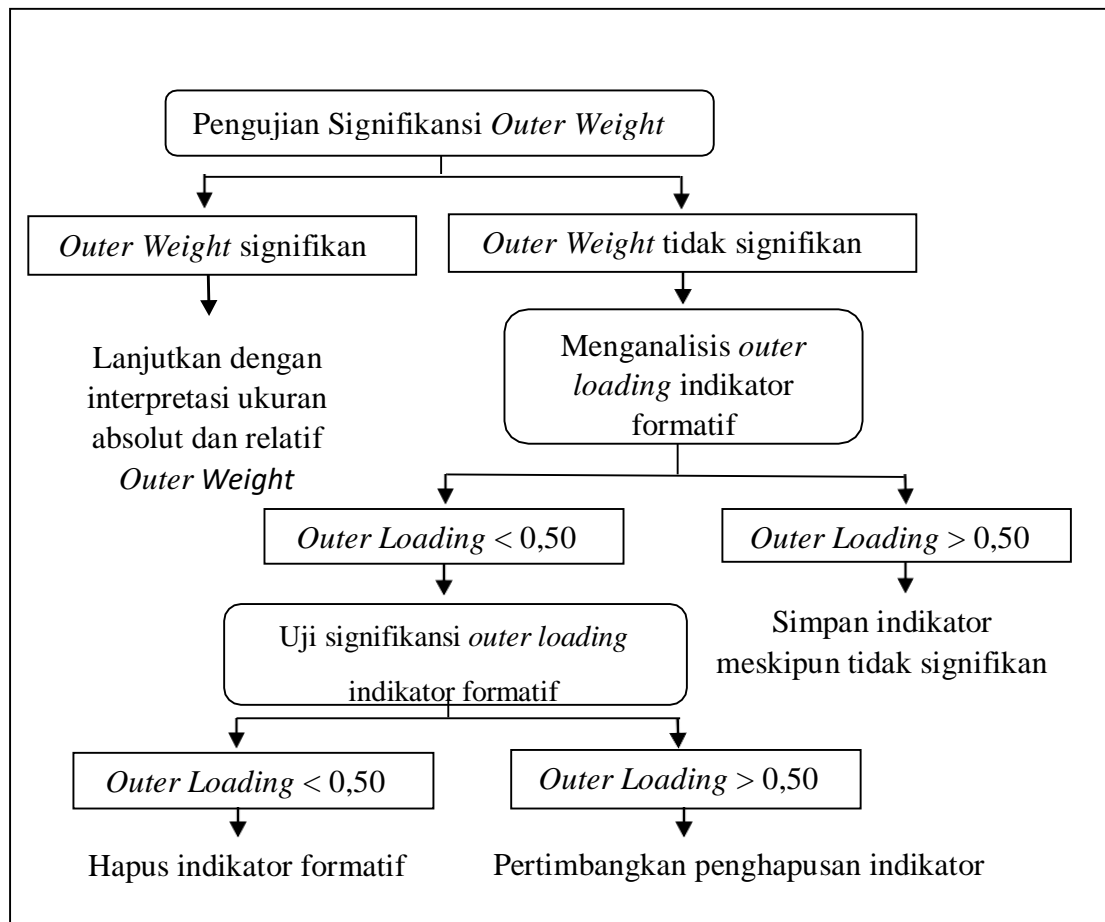 Pengujian Signifikansi Outer Weight
Outer Weight signifikan
Outer Weight tidak signifikan
Lanjutkan dengan
interpretasi ukuran
absolut dan relatif
Outer Weight
Menganalisis outer
loading indikator
formatif
Outer Loading < 0,50
Outer Loading > 0,50
Uji signifikansi outer loading
indikator formatif
Simpan indikator
meskipun tidak signifikan
Outer Loading < 0,50
Outer Loading > 0,50
Hapus indikator formatif
Pertimbangkan penghapusan indikator